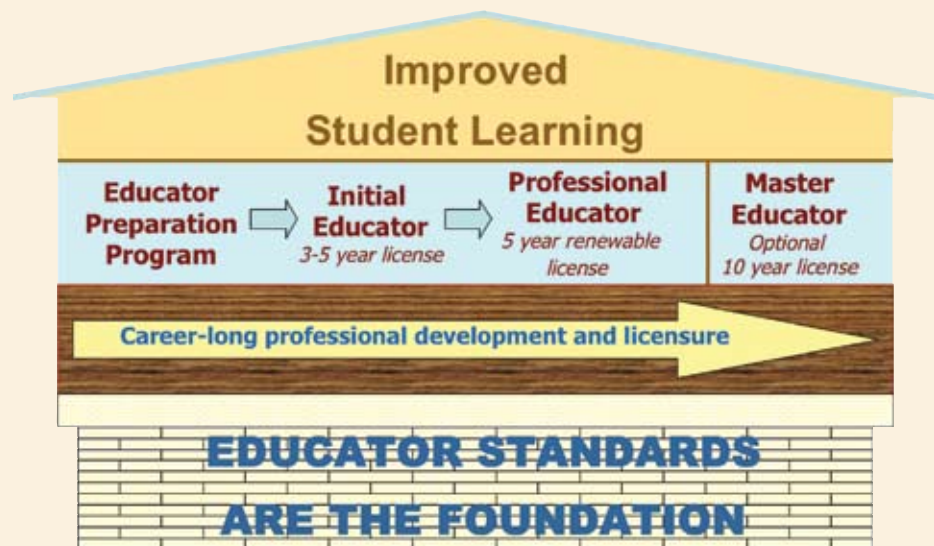 Improved
Student Learning
Educator
Preparation
Program
Initial
Educator
3-5 year license
Professional
Educator
5 year renewable
license
Master
Educator
Optional
10 year license
Career-long professional development and licensure
EDUCATOR STANDARDS
ARE THE FOUNDATION